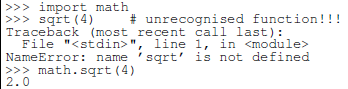 >>> import math
>>> sqrt(4)    # unrecognised function!!!
Traceback (most recent call last):
  File "<stdin>", line 1, in <module>
NameError: name 'sqrt' is not defined
>>> math.sqrt(4)
2.0